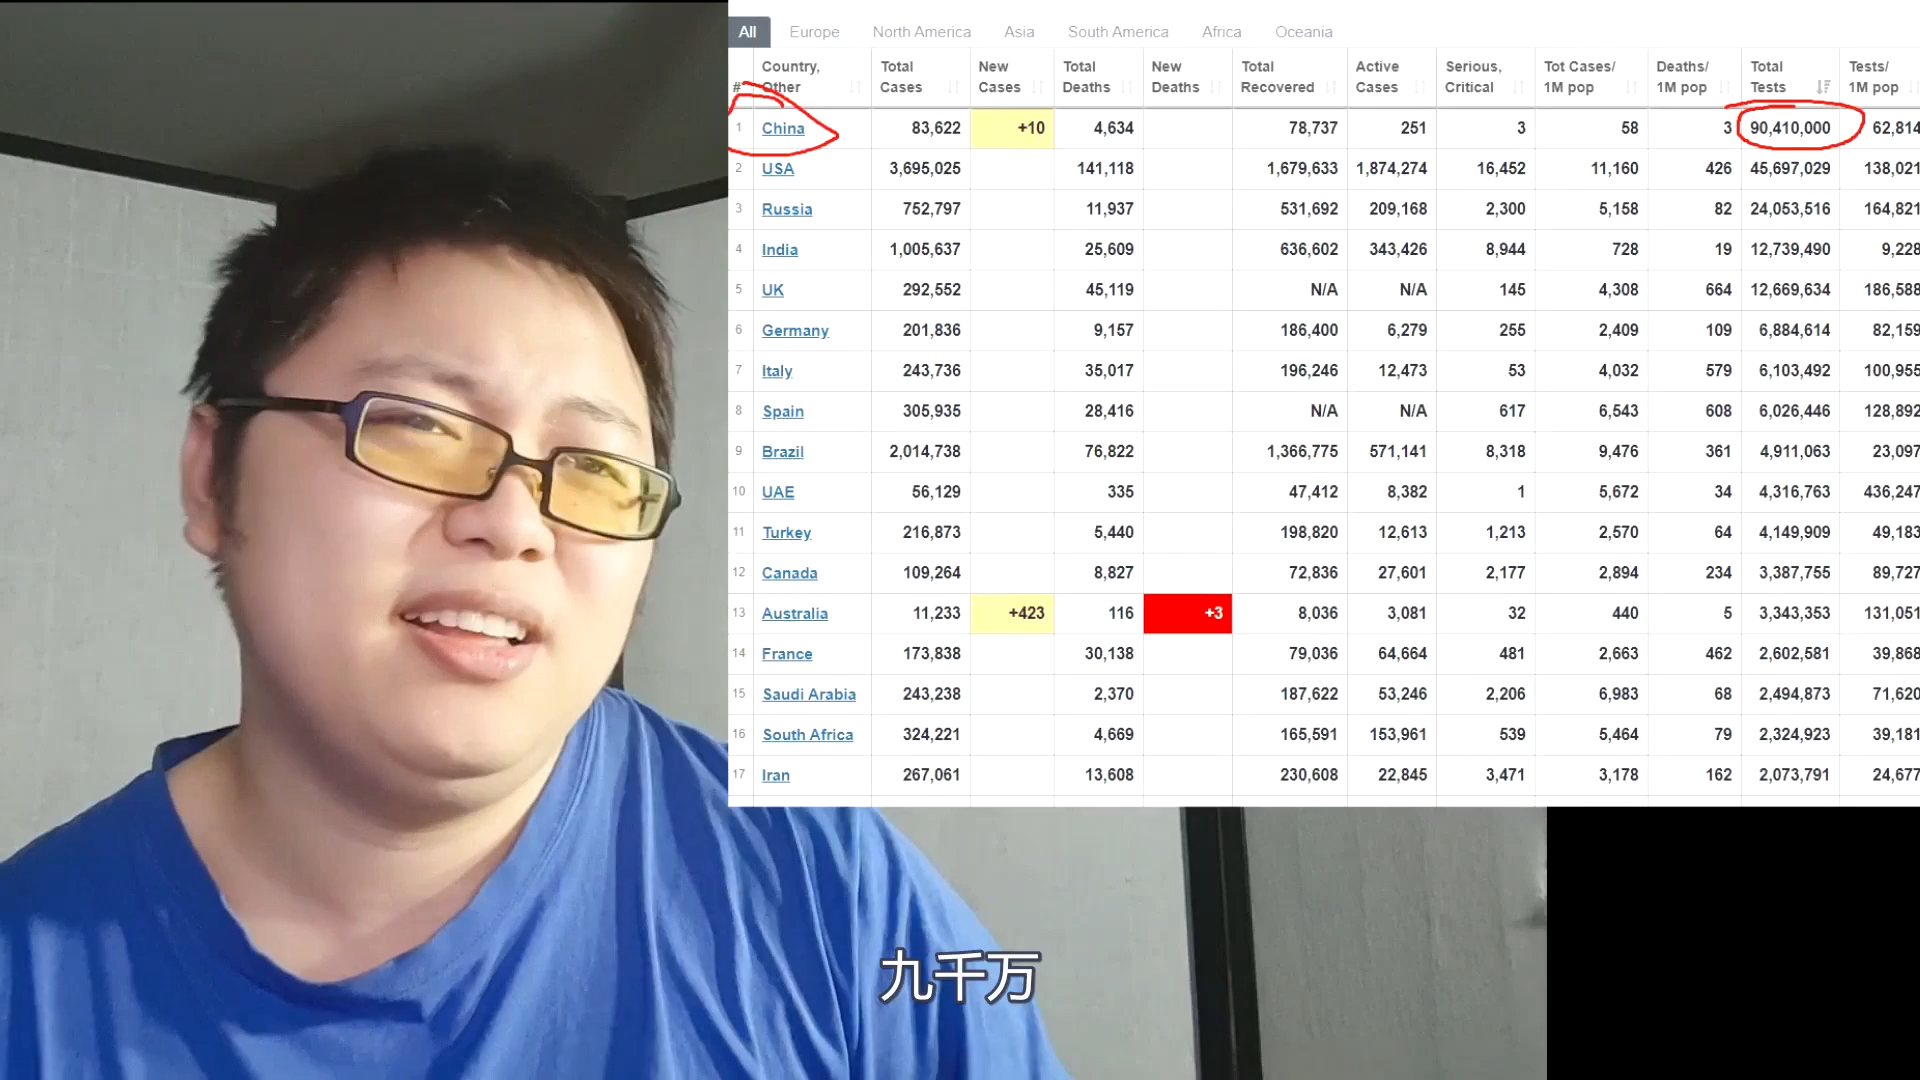 All Europe North America Asia South America Africa Oceania
# Country, Other Total Cases New Cases Total Deaths New Deaths Total Recovered Active Cases Serious, Critical Tot Cases/ 1M pop Deaths/ 1M pop Total Tests Tests/ 1M pop
1 China 83,622 +10 4,634 78,737 251 3 58 3 90,410,000 62,814
2 USA 3,695,025 141,118 1,679,633 1,874,274 16,452 11,160 426 45,697,029 138,021
3 Russia 752,797 11,937 531,692 209,168 2,300 5,158 82 24,053,516 164,821
4 India 1,005,637 25,609 636,602 343,426 8,944 728 19 12,739,490 9,228
5 UK 292,552 45,119 N/A N/A 145 4,308 664 12,669,634 186,588
6 Germany 201,836 9,157 186,400 6,279 255 2,409 109 6,884,614 82,159
7 Italy 243,736 35,017 196,246 12,473 53 4,032 579 6,103,492 100,955
8 Spain 305,935 28,416 N/A N/A 617 6,543 608 6,026,446 128,892
9 Brazil 2,014,738 76,822 1,366,775 571,141 8,318 9,476 361 4,911,063 23,097
10 UAE 56,129 335 47,412 8,382 1 5,672 34 4,316,763 436,247
11 Turkey 216,873 5,440 198,820 12,613 1,213 2,570 64 4,149,909 49,183
12 Canada 109,264 8,827 72,836 27,601 2,177 2,894 234 3,387,755 89,727
13 Australia 11,233 +423 116 +3 8,036 3,081 32 440 5 3,343,353 131,051
14 France 173,838 30,138 79,036 64,664 481 2,663 462 2,602,581 39,868
15 Saudi Arabia 243,238 2,370 187,622 53,246 2,206 6,983 68 2,494,873 71,620
16 South Africa 324,221 4,669 165,591 153,961 539 5,464 79 2,324,923 39,181
17 Iran 267,061 13,608 230,608 22,845 3,471 3,178 162 2,073,791 24,677
九千万